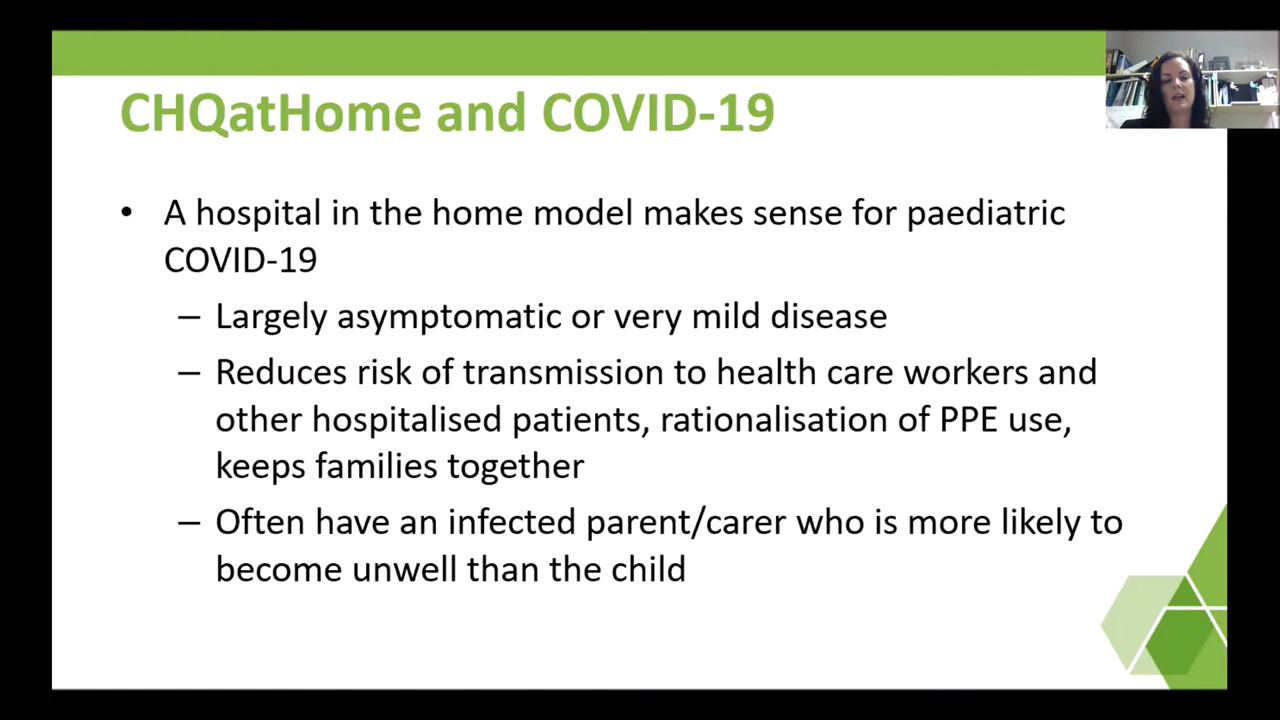 CHQatHome and COVID-19
• A hospital in the home model makes sense for paediatric
COVID-19
– Largely asymptomatic or very mild disease
– Reduces risk of transmission to health care workers and
other hospitalised patients, rationalisation of PPE use,
keeps families together
– Often have an infected parent/carer who is more likely to
become unwell than the child